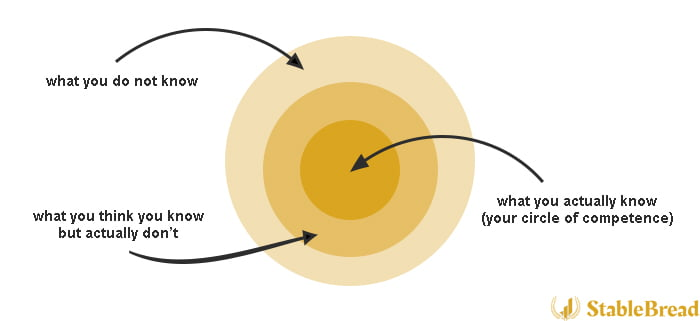 what you do not know
what you think you know
but actually don't
what you actually know
(your circle of competence)
StableBread